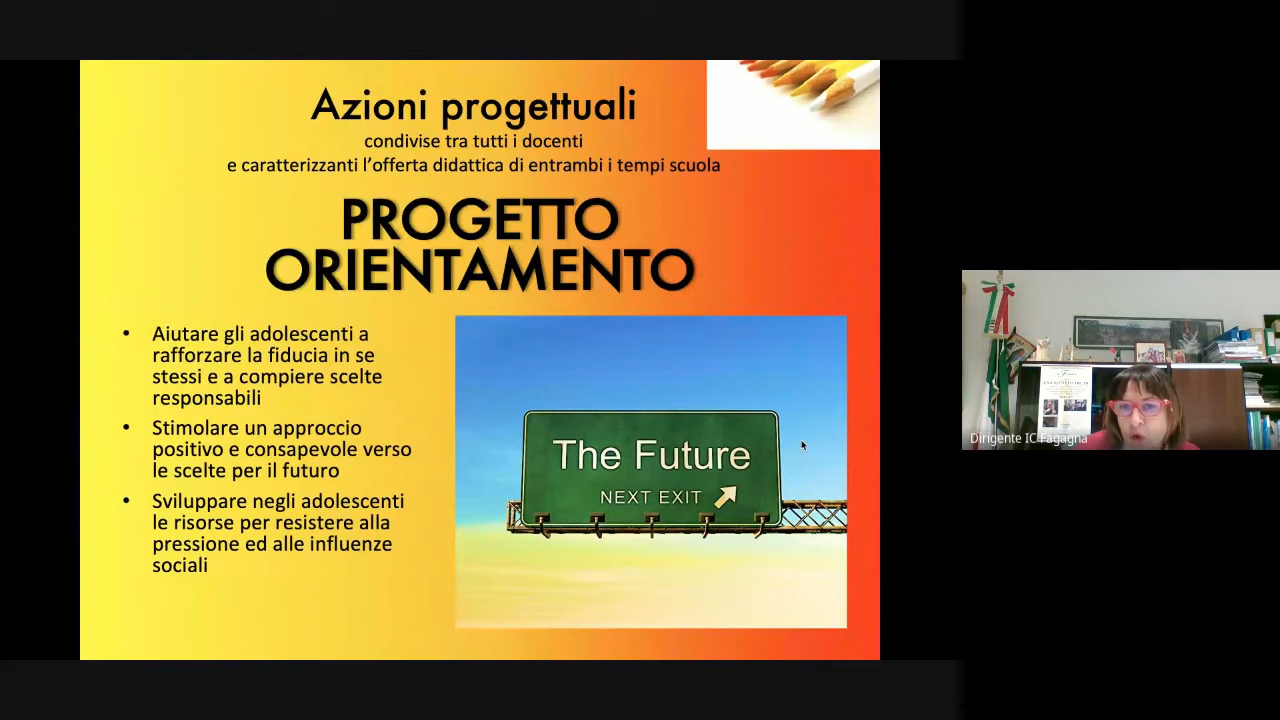 Azioni progettuali
condivise tra tutti i docenti
e caratterizzanti l’offerta didattica di entrambi i tempi scuola
PROGETTO
ORIENTAMENTO
• Aiutare gli adolescenti a
rafforzare la fiducia in se
stessi e a compiere scelte
responsabili
• Stimolare un approccio
positivo e consapevole verso
le scelte per il futuro
• Sviluppare negli adolescenti
le risorse per resistere alla
pressione ed alle influenze
sociali
The Future
NEXT EXIT
Dirigente IC Fagagna